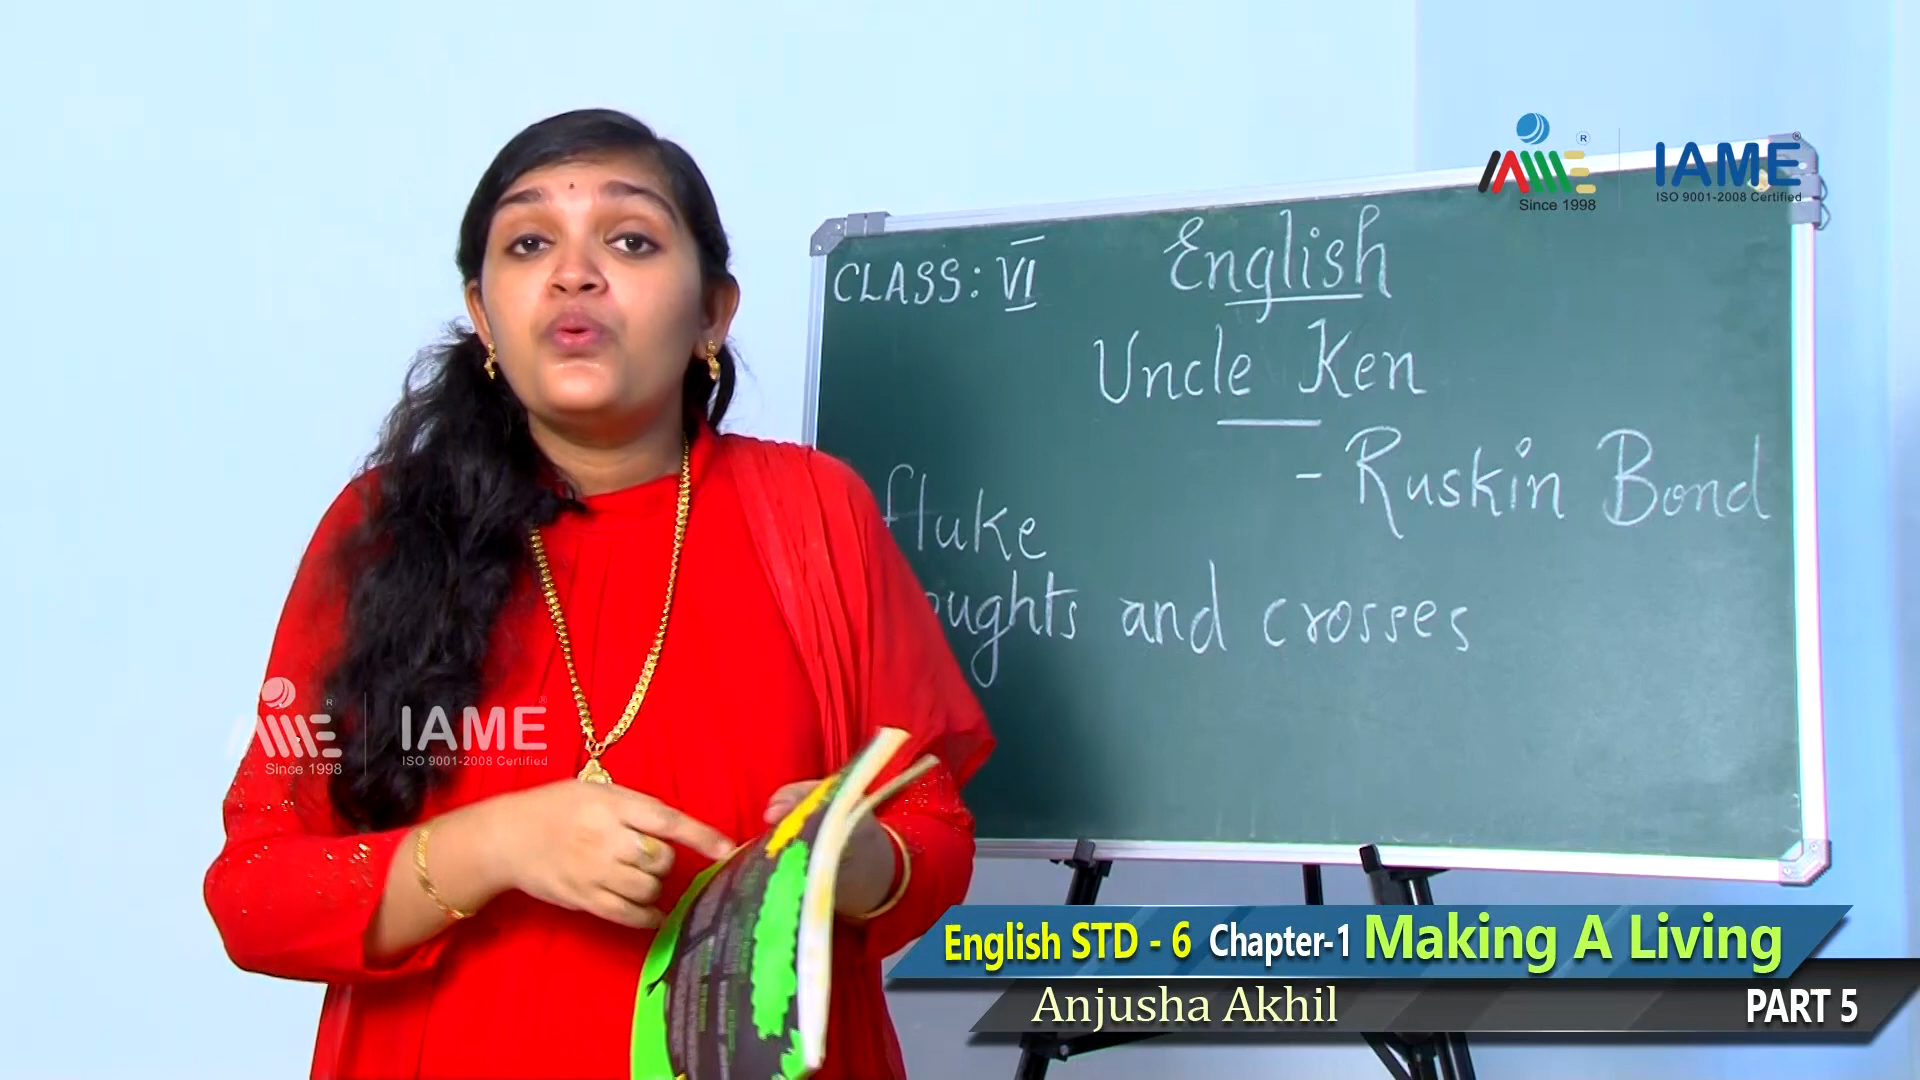 IAME
Since 1998
IAME
ISO 9001-2008 Certified
CLASS: VI
English
Uncle Ken
- Ruskin Bond
fluke
and crosses
IAME
Since 1998
IAME
ISO 9001-2008 Certified
English STD - 6 Chapter-1 Making A Living
Anjusha Akhil
PART 5